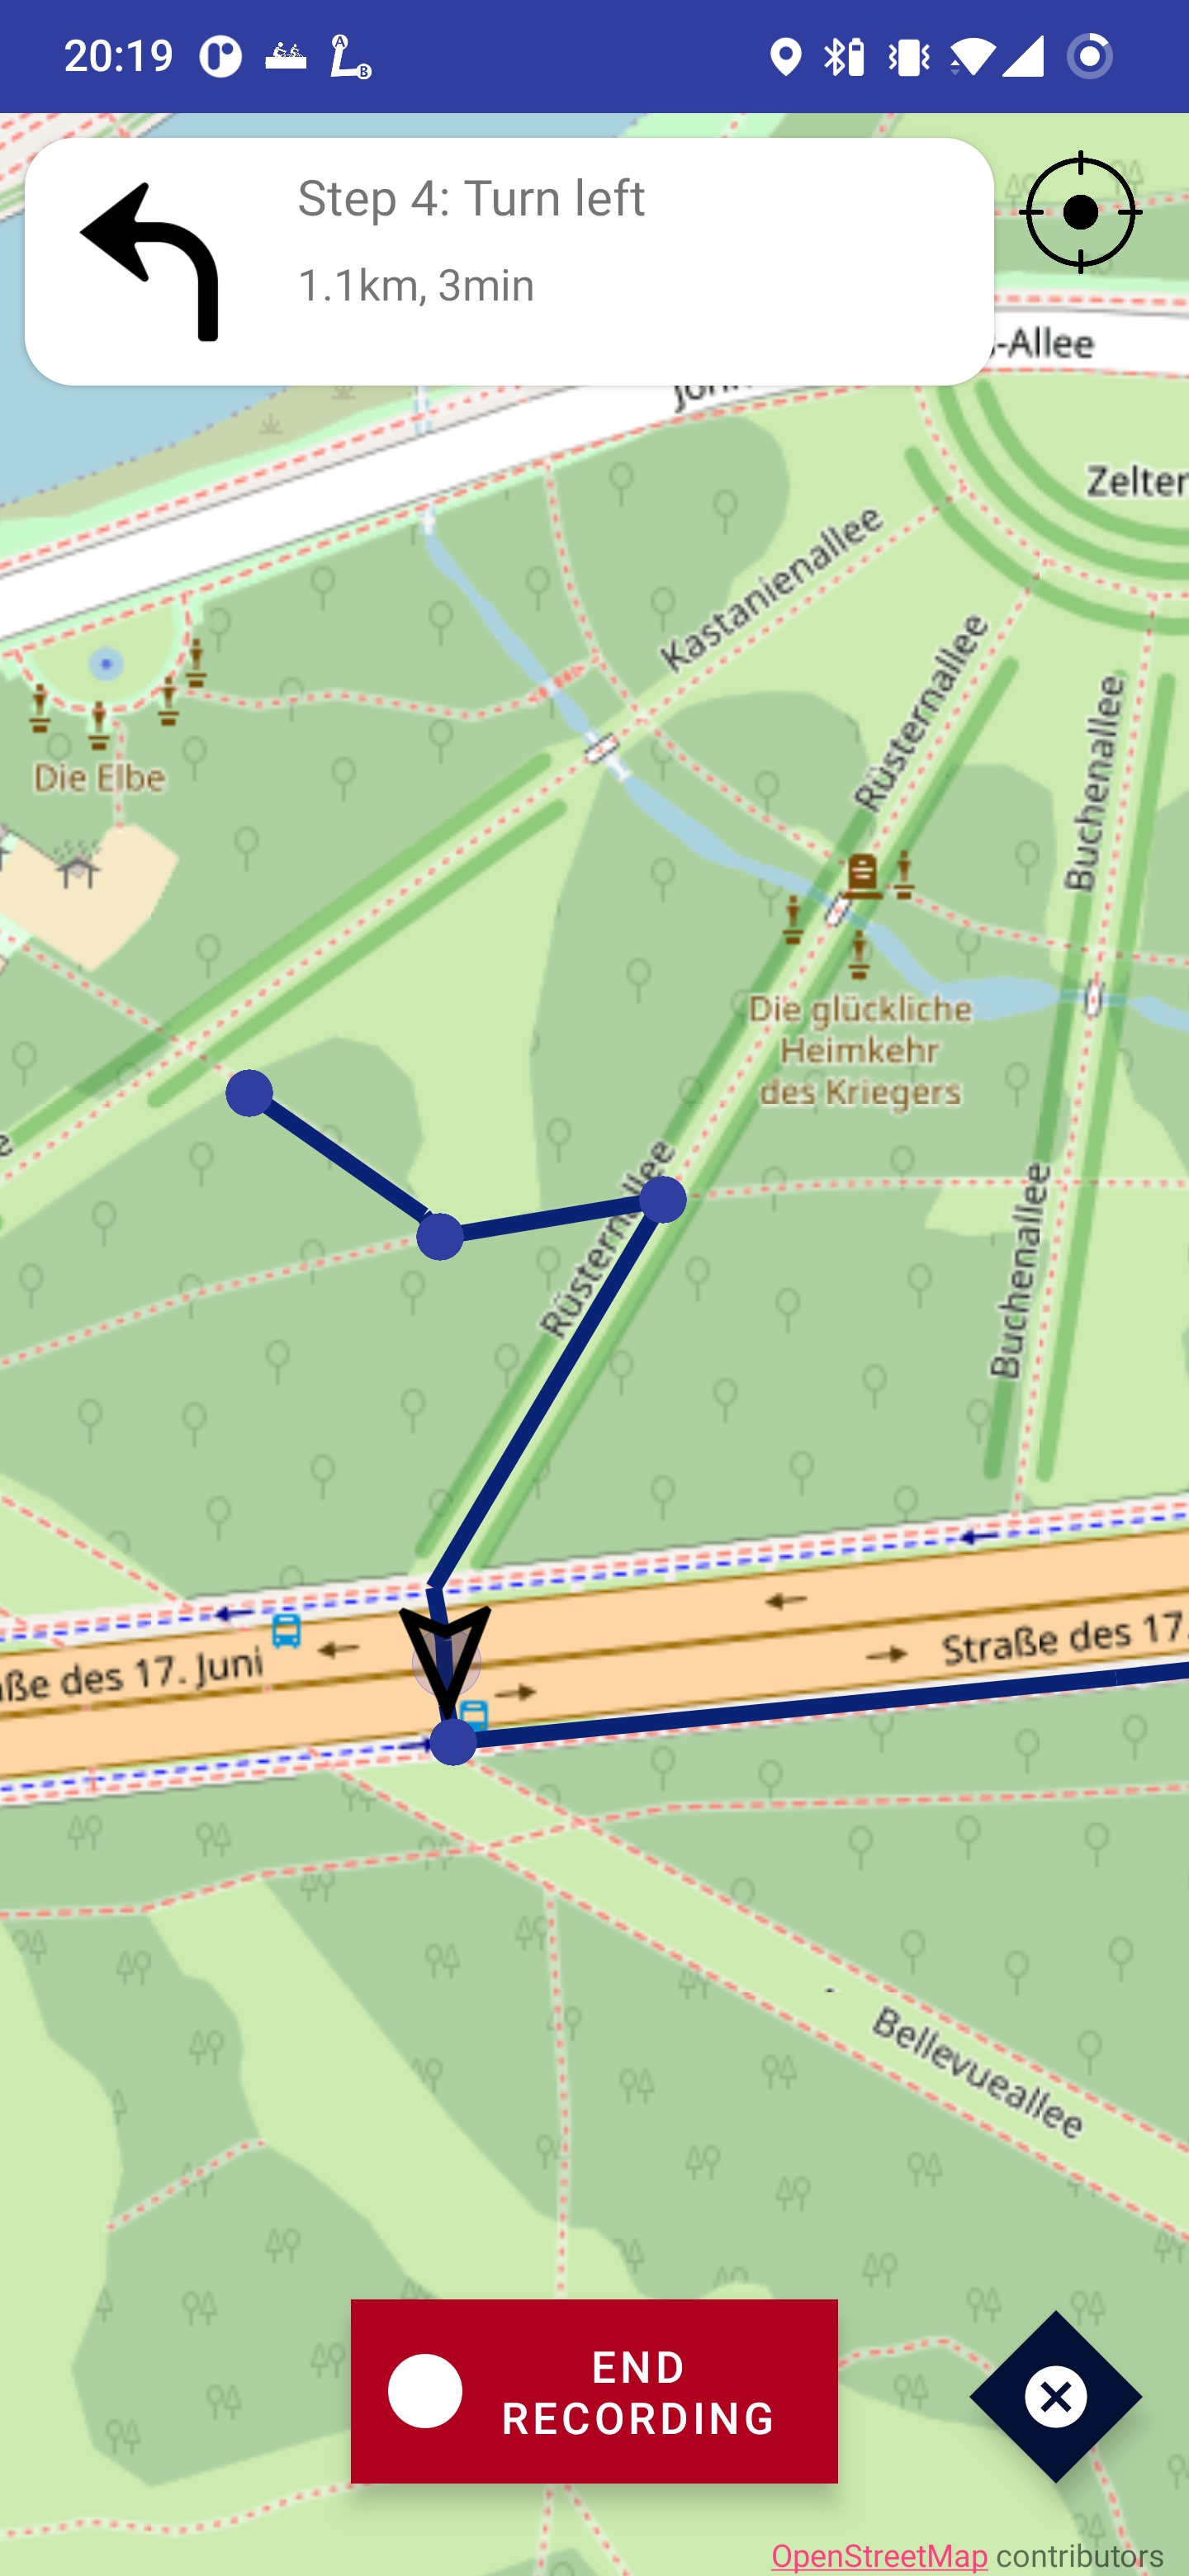 20:19
A
B
Step 4: Turn left
1.1km, 3min
-Allee
Zelter
Kastanienallee
Rüsternallee
Buchenallee
Die Elbe
Die glückliche
Heimkehr
des Kriegers
Rüsternallee
Buchenallee
Straße des 17.
ße des 17. Juni
Bellevueallee
END
RECORDING
OpenStreetMap contributors